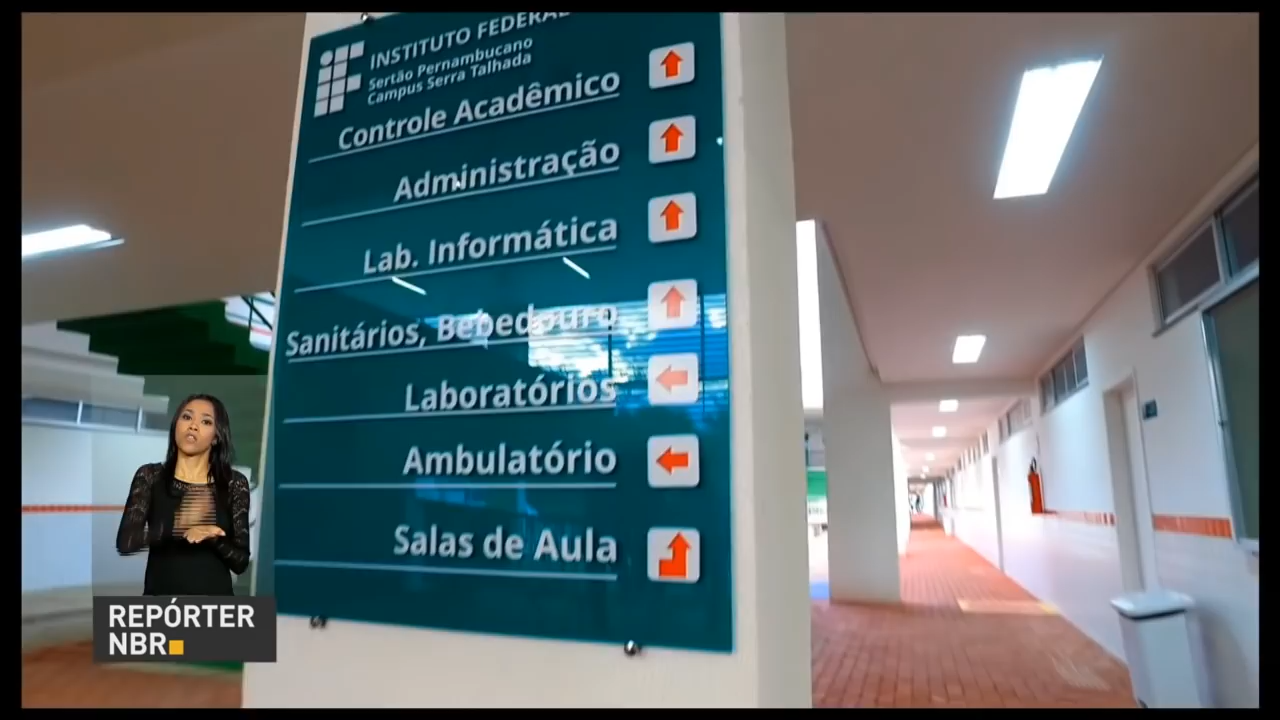 INSTITUTO FEDERAL
Sertão Pernambucano
Campus Serra Talhada
Controle Acadêmico
Administração
Lab. Informática
Sanitários, Bebedouro
Laboratórios
Ambulatório
Salas de Aula
REPÓRTER
NBR